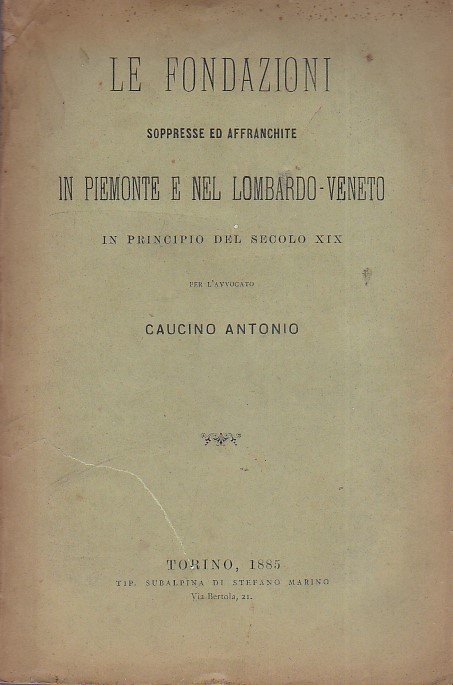 LE FONDAZIONI
SOPPRESSE ED AFFRANCHITE
IN PIEMONTE E NEL LOMBARDO-VENETO
IN PRINCIPIO DEL SECOLO XIX
PER L'AVVOCATO
CAUCINO ANTONIO
TORINO, 1885
TIP. SUBALPINA DI STEFANO MARINO
Via Bertola, 21.